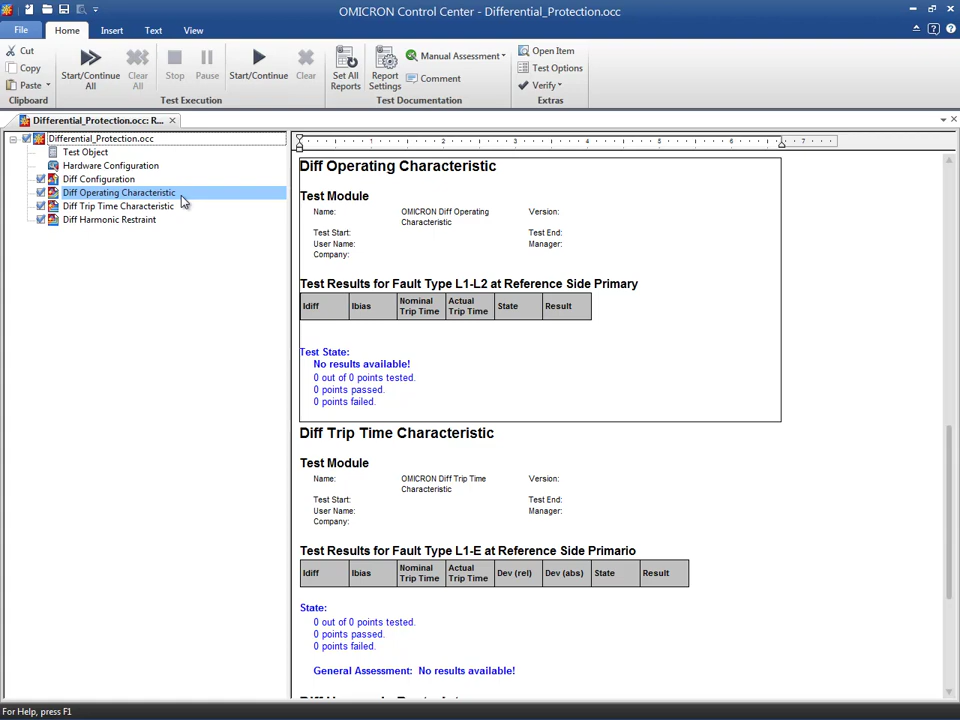 OMICRON Control Center - Differential_Protection.occ
File Home Insert Text View
Cut
Copy
Paste
Clipboard
Start/Continue All
Clear All
Stop
Pause
Start/Continue
Clear
Test Execution
Set All Reports
Report Settings
Manual Assessment
Comment
Test Documentation
Open Item
Test Options
Verify
Extras
Differential_Protection.occ: R...
Differential_Protection.occ
Test Object
Hardware Configuration
Diff Configuration
Diff Operating Characteristic
Diff Trip Time Characteristic
Diff Harmonic Restraint
1 2 3 4 5 6 7
Diff Operating Characteristic
Test Module
Name: OMICRON Diff Operating Version:
Characteristic
Test Start: Test End:
User Name: Manager:
Company:
Test Results for Fault Type L1-L2 at Reference Side Primary
Idiff Ibias Nominal Trip Time Actual Trip Time State Result
Test State:
No results available!
0 out of 0 points tested.
0 points passed.
0 points failed.
Diff Trip Time Characteristic
Test Module
Name: OMICRON Diff Trip Time Version:
Characteristic
Test Start: Test End:
User Name: Manager:
Company:
Test Results for Fault Type L1-E at Reference Side Primario
Idiff Ibias Nominal Trip Time Actual Trip Time Dev (rel) Dev (abs) State Result
State:
0 out of 0 points tested.
0 points passed.
0 points failed.
General Assessment: No results available!
For Help, press F1